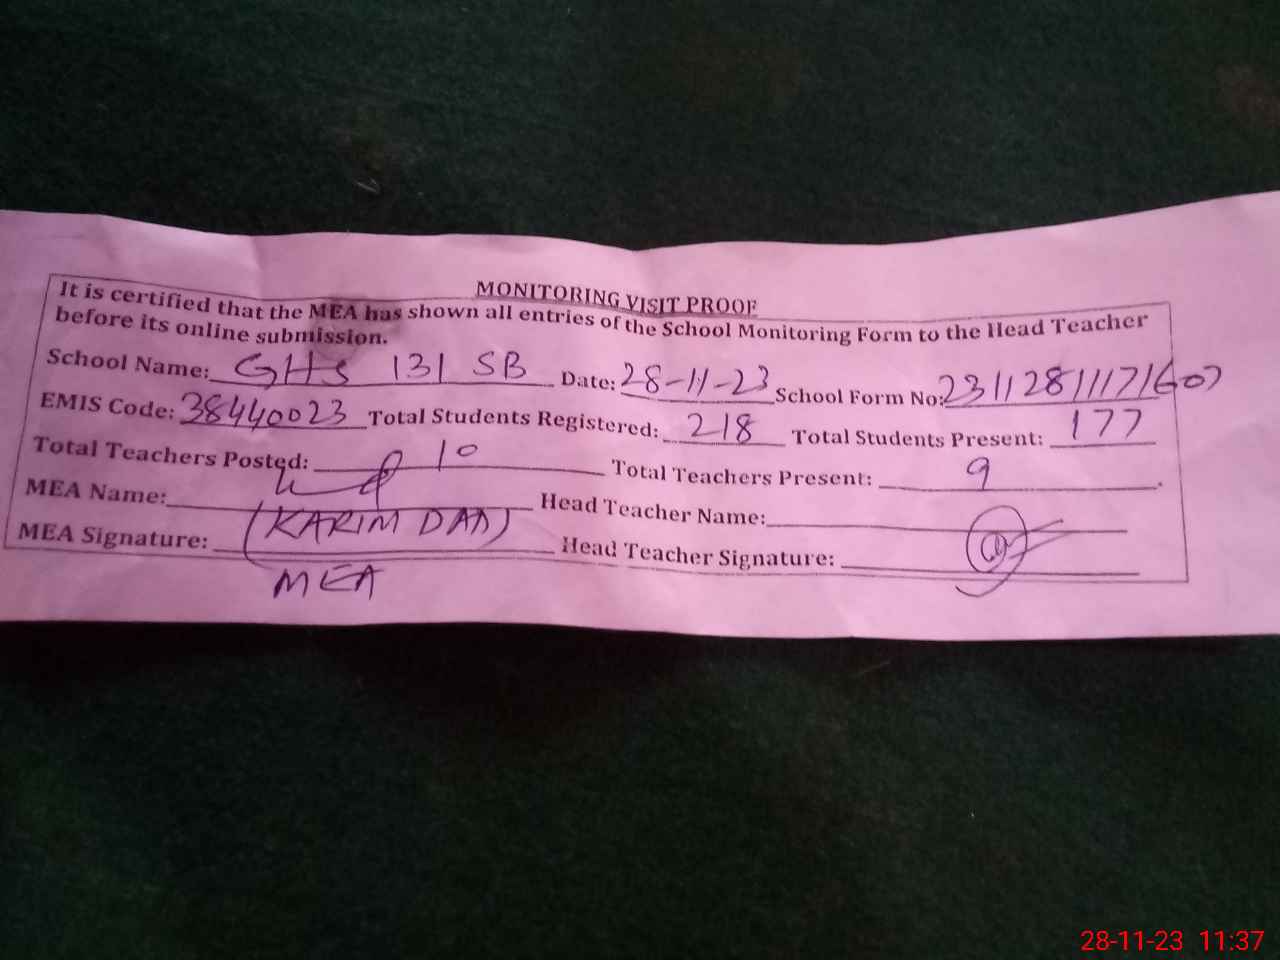 MONITORING VISIT PROOF
It is certified that the MEA has shown all entries of the School Monitoring Form to the Head Teacher
before its online submission.
School Name: GHS 131 SB Date: 28-11-23 School Form No: 231128111171607
EMIS Code: 38440023 Total Students Registered: 218 Total Students Present: 177
Total Teachers Posted: 10 Total Teachers Present: 9
MEA Name: Head Teacher Name:
(KARIM DAD)
MEA Signature: Head Teacher Signature:
MEA
28-11-23 11:37